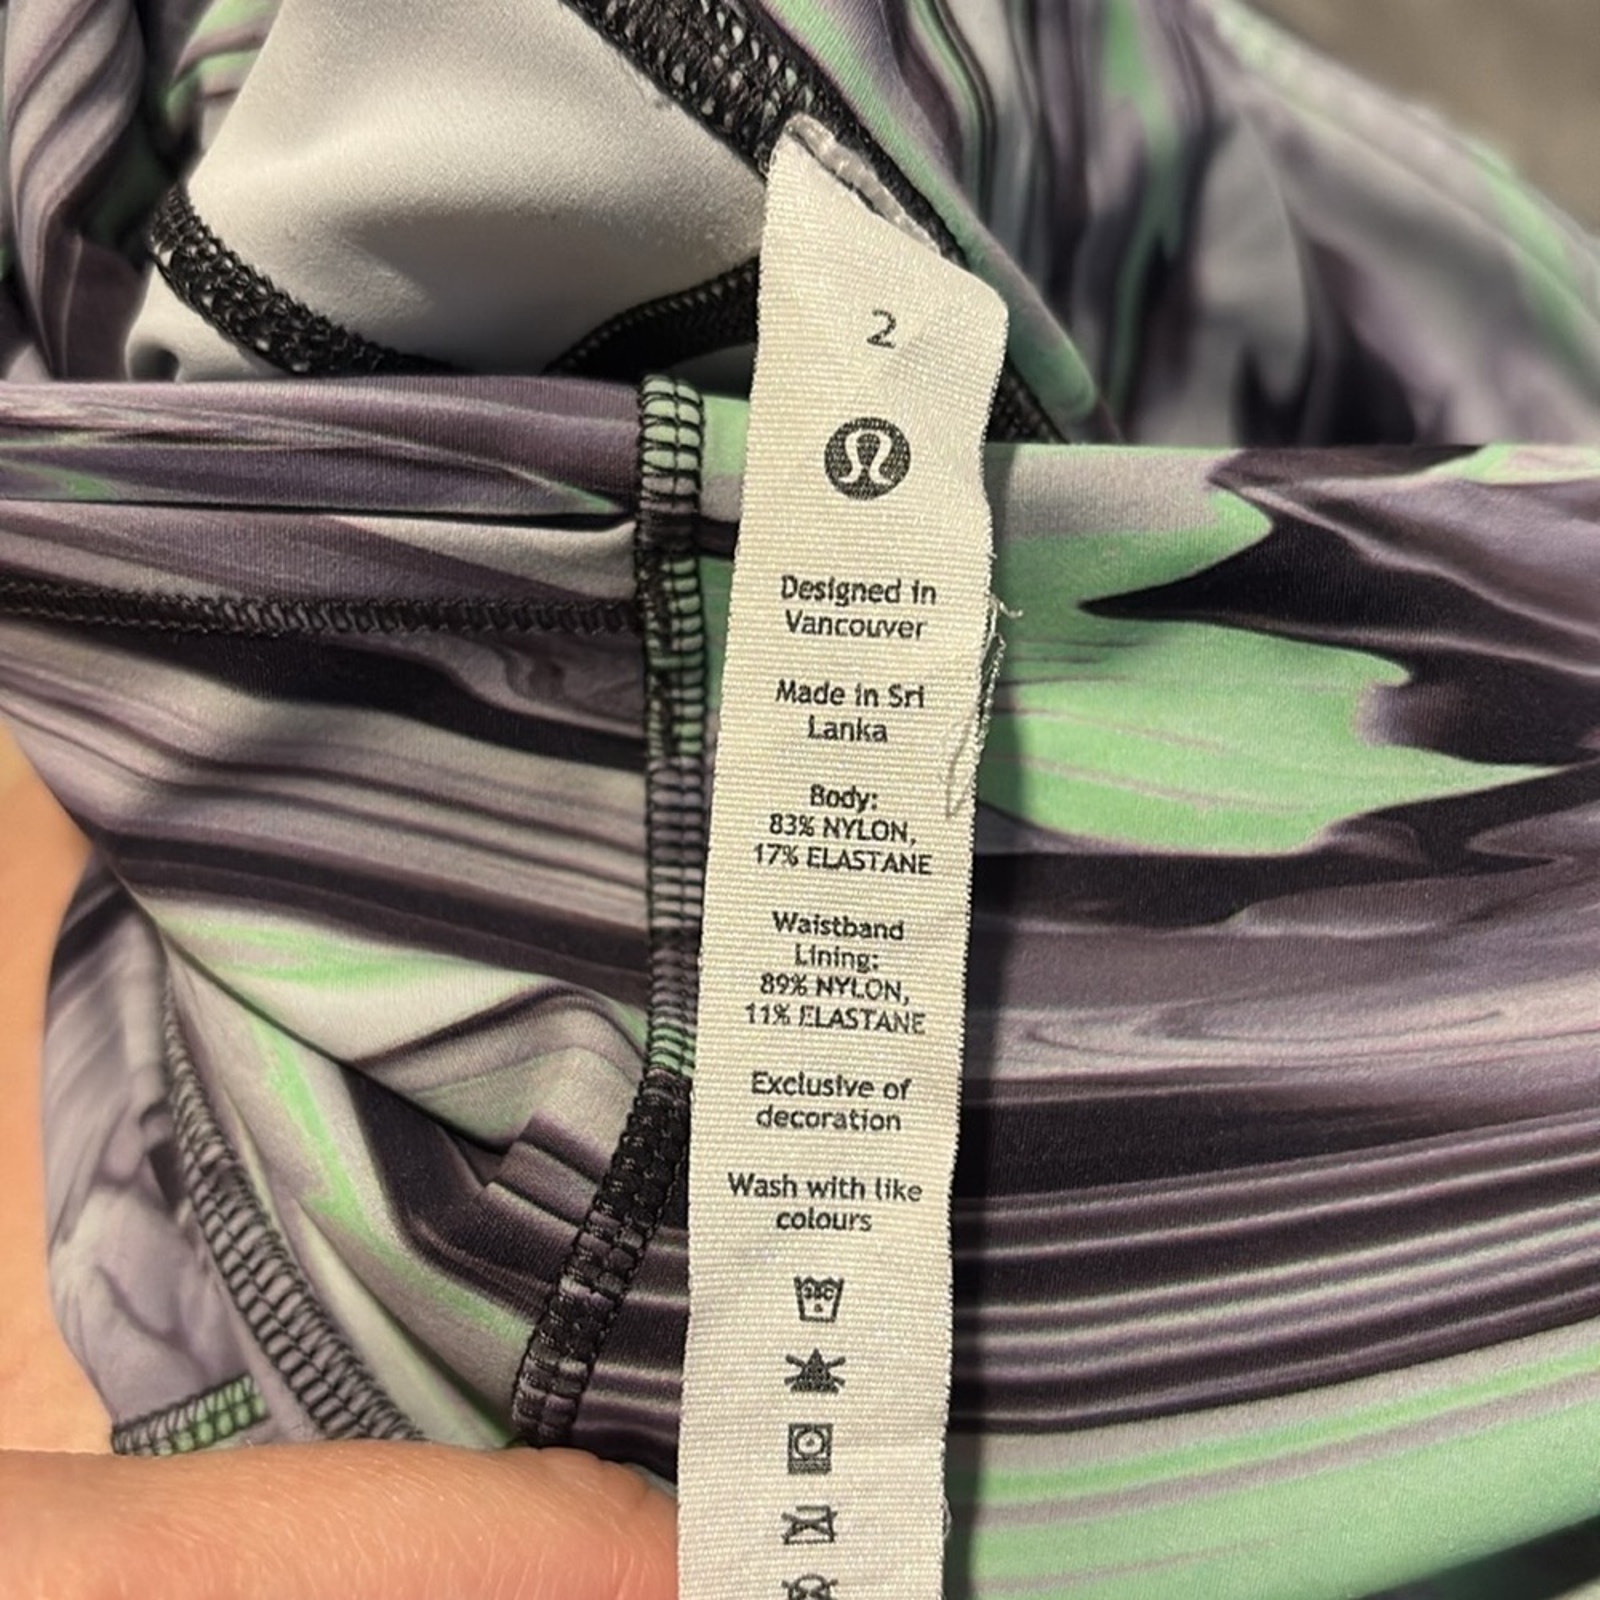 2
Designed in
Vancouver
Made in Sri
Lanka
Body:
83% NYLON,
17% ELASTANE
Waistband
Lining:
89% NYLON,
11% ELASTANE
Exclusive of
decoration
Wash with like
colours